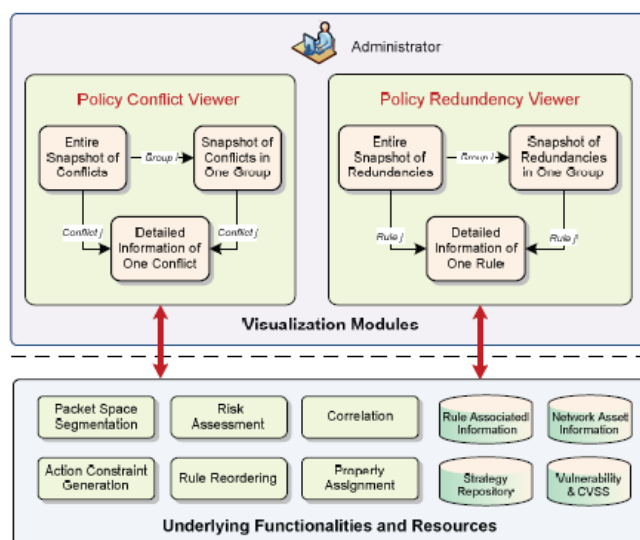 Administrator
Policy Conflict Viewer
Policy Redundancy Viewer
Entire
Snapshot of
Conflicts
Group i
Snapshot of
Conflicts in
One Group
Conflict j
Conflict j
Detailed
Information of
One Conflict
Entire
Snapshot of
Redundancies
Group i
Snapshot of
Redundancies
in One Group
Rule j
Rule j
Detailed
Information of
One Rule
Visualization Modules
Packet Space
Segmentation
Risk
Assessment
Correlation
Rule Associated
Information
Network Asset
Information
Action Constraint
Generation
Rule Reordering
Property
Assignment
Strategy
Repository
Vulnerability
& CVSS
Underlying Functionalities and Resources